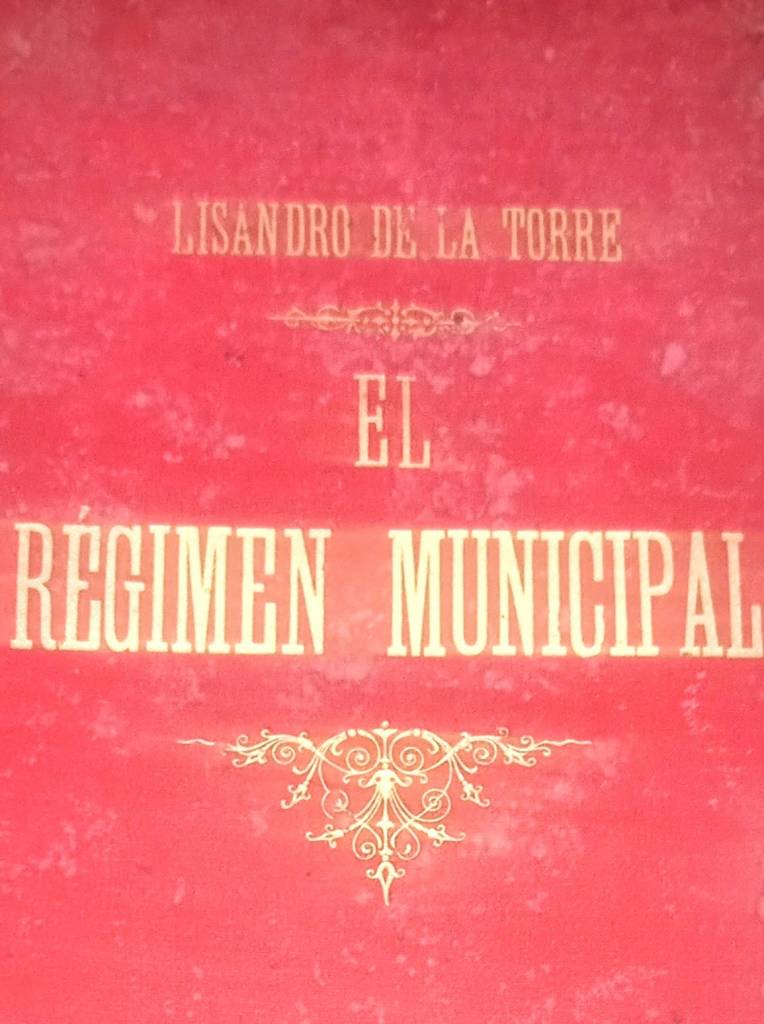 LISANDRO DE LA TORRE
EL
RÉGIMEN MUNICIPAL